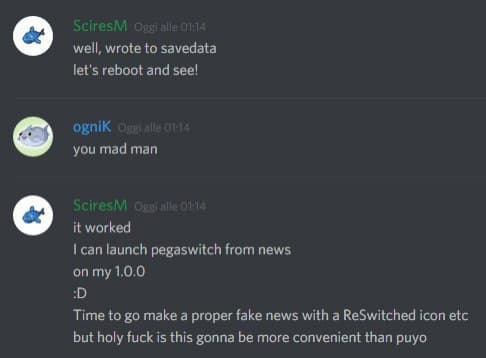 SciresM Oggi alle 01:14
well, wrote to savedata
let's reboot and see!
ogniK Oggi alle 01:14
you mad man
SciresM Oggi alle 01:14
it worked
I can launch pegaswitch from news
on my 1.0.0
:D
Time to go make a proper fake news with a ReSwitched icon etc
but holy fuck is this gonna be more convenient than puyo